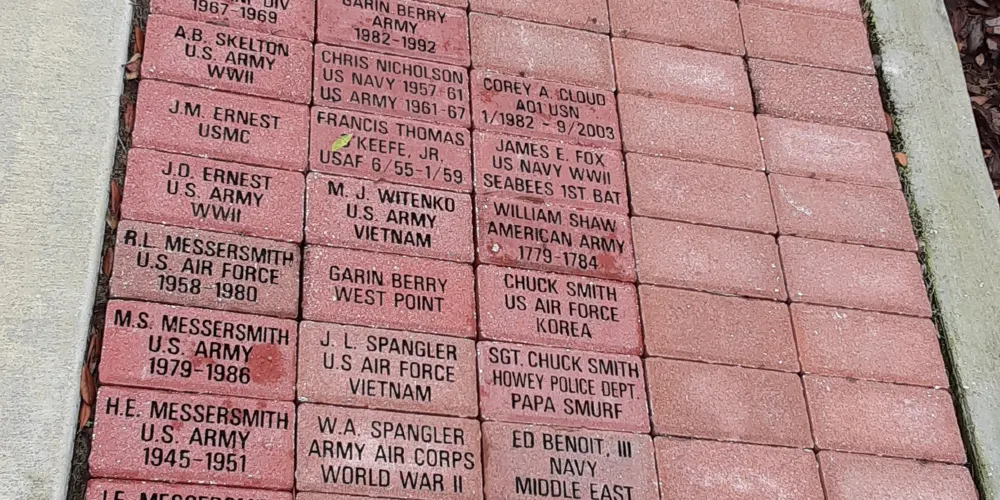 1967-1969
A.B. SKELTON
U.S. ARMY
WWII
J.M. ERNEST
USMC
J.D. ERNEST
U.S. ARMY
WWII
R.L. MESSERSMITH
U.S. AIR FORCE
1958-1980
M.S. MESSERSMITH
U.S. ARMY
1979-1986
H.E. MESSERSMITH
U.S. ARMY
1945-1951
MESSERSMITH
GARIN BERRY
ARMY
1982-1992
CHRIS NICHOLSON
US NAVY 1957-61
US ARMY 1961-67
FRANCIS THOMAS
KEEFE, JR.
USAF 6/55-1/59
M. J. WITENKO
U.S. ARMY
VIETNAM
GARIN BERRY
WEST POINT
J. L. SPANGLER
U.S AIR FORCE
VIETNAM
W.A. SPANGLER
ARMY AIR CORPS
WORLD WAR II
COREY A. CLOUD
AO1 USN
1/1982 - 9/2003
JAMES E. FOX
US NAVY WWII
SEABEES 1ST BAT
WILLIAM SHAW
AMERICAN ARMY
1779-1784
CHUCK SMITH
US AIR FORCE
KOREA
SGT. CHUCK SMITH
HOWEY POLICE DEPT.
PAPA SMURF
ED BENOIT, III
NAVY
MIDDLE EAST